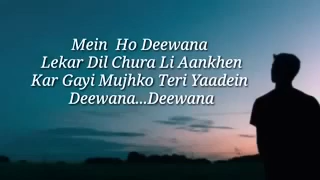 Mein Ho Deewana
Lekar Dil Chura Li Aankhen
Kar Gayi Mujhko Teri Yaadein
Deewana...Deewana